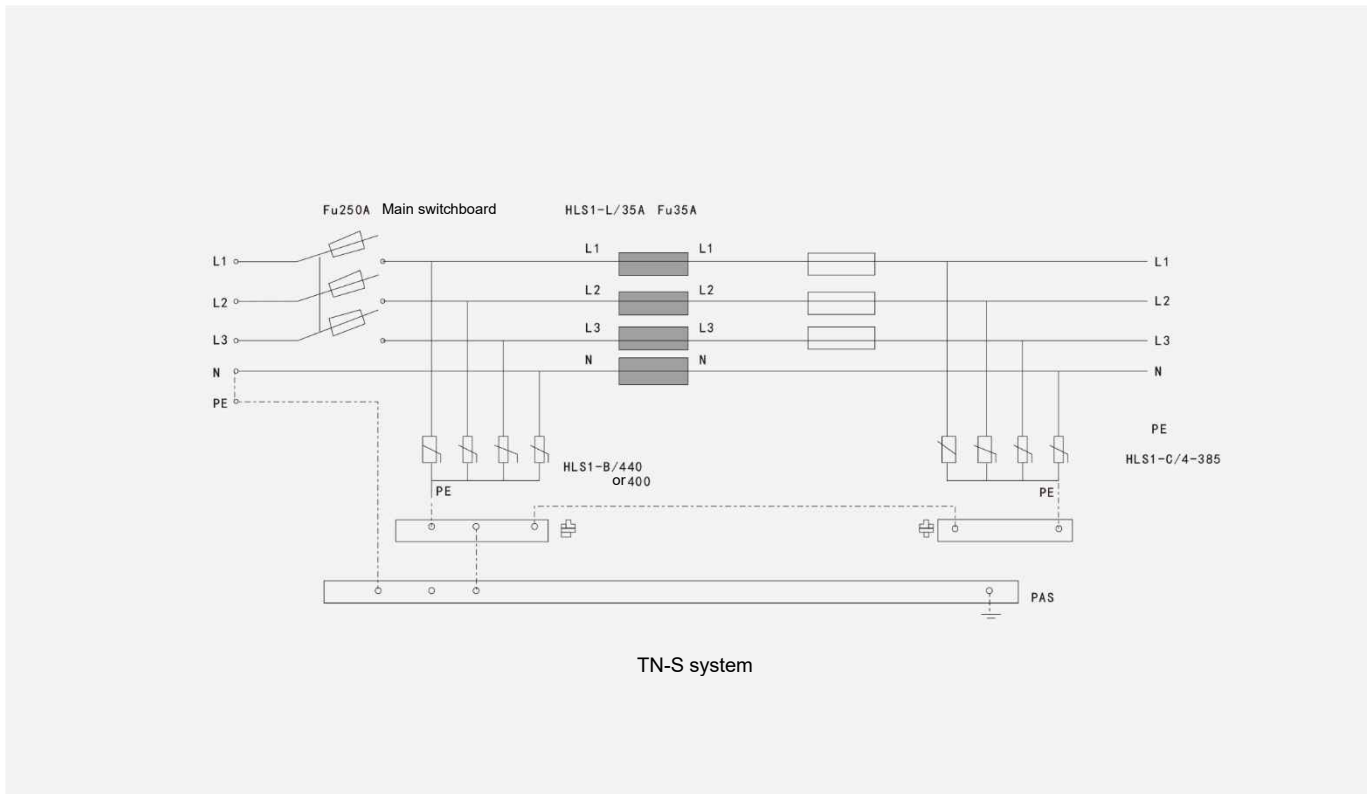 Fu250A Main switchboard HLS1-L/35A Fu35A
L1 L1
L1 L1
L2 L2
L2 L2
L3 L3
L3 L3
N N
N N
PE
PE
HLS1-B/440
or400
HLS1-C/4-385
PE PE
PAS
TN-S system